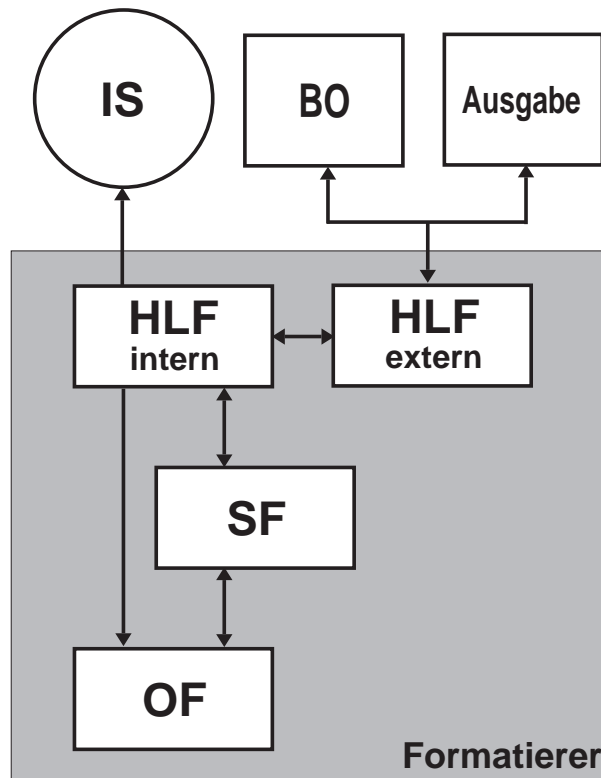 IS
BO
Ausgabe
HLF
intern
HLF
extern
SF
OF
Formatierer